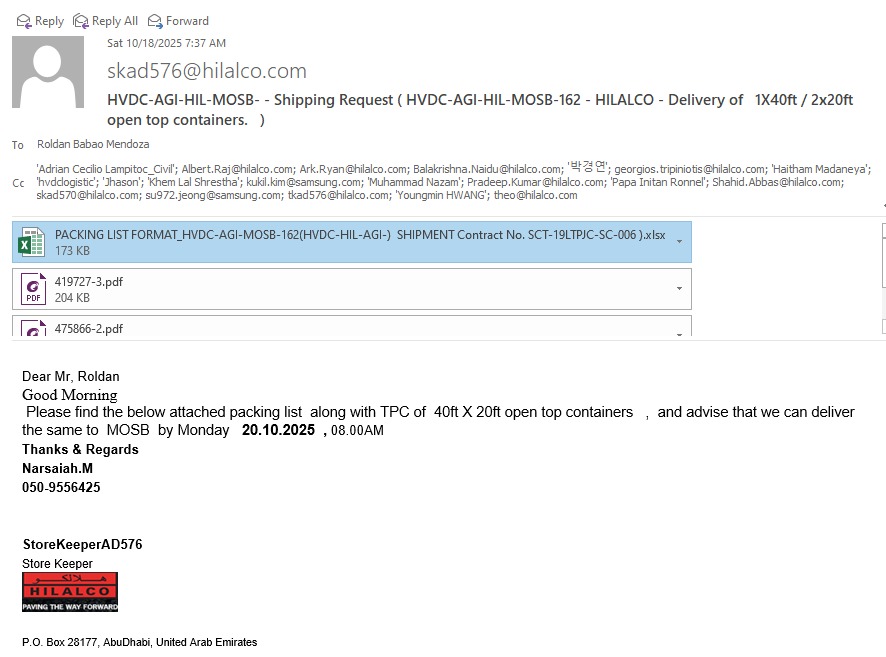 Reply Reply All Forward
Sat 10/18/2025 7:37 AM
skad576@hilalco.com
HVDC-AGI-HIL-MOSB- - Shipping Request ( HVDC-AGI-HIL-MOSB-162 - HILALCO - Delivery of 1X40ft / 2x20ft
open top containers. )
To Roldan Babao Mendoza
'Adrian Cecilio Lampitoc_Civil'; Albert.Raj@hilalco.com; Ark.Ryan@hilalco.com; Balakrishna.Naidu@hilalco.com; '박경연'; georgios.tripiniotis@hilalco.com; 'Haitham Madaneya';
Cc 'hvdclogistic'; 'Jhason'; 'Khem Lal Shrestha'; kukil.kim@samsung.com; 'Muhammad Nazam'; Pradeep.Kumar@hilalco.com; 'Papa Initan Ronnel'; Shahid.Abbas@hilalco.com;
skad570@hilalco.com; su972.jeong@samsung.com; tkad576@hilalco.com; 'Youngmin HWANG'; theo@hilalco.com
PACKING LIST FORMAT_HVDC-AGI-MOSB-162(HVDC-HIL-AGI-) SHIPMENT Contract No. SCT-19LTPJC-SC-006 ).xlsx
173 KB
419727-3.pdf
PDF
204 KB
475866-2.pdf
Dear Mr, Roldan
Good Morning
Please find the below attached packing list along with TPC of 40ft X 20ft open top containers , and advise that we can deliver
the same to MOSB by Monday 20.10.2025 , 08.00AM
Thanks & Regards
Narsaiah.M
050-9556425
StoreKeeperAD576
Store Keeper
هلالكو
HILALCO
PAVING THE WAY FORWARD
P.O. Box 28177, AbuDhabi, United Arab Emirates